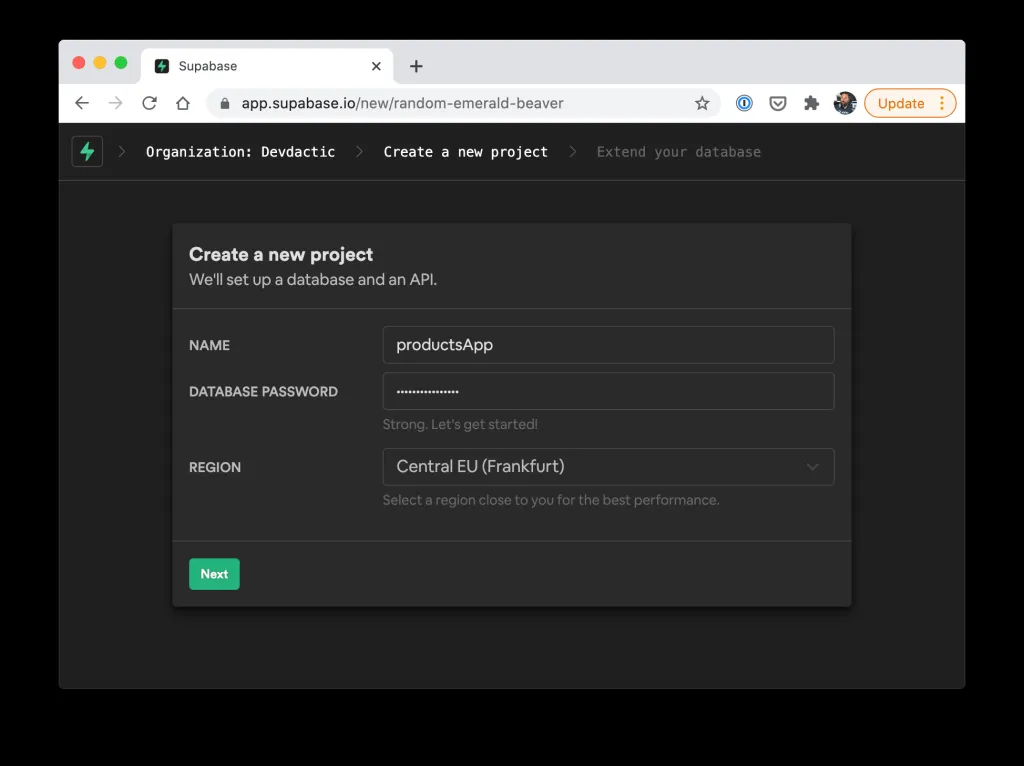 Supabase
app.supabase.io/new/random-emerald-beaver
Update
Organization: Devdactic
Create a new project
Extend your database
Create a new project
We'll set up a database and an API.
NAME
productsApp
DATABASE PASSWORD
••••••••••••••••
Strong. Let's get started!
REGION
Central EU (Frankfurt)
Select a region close to you for the best performance.
Next